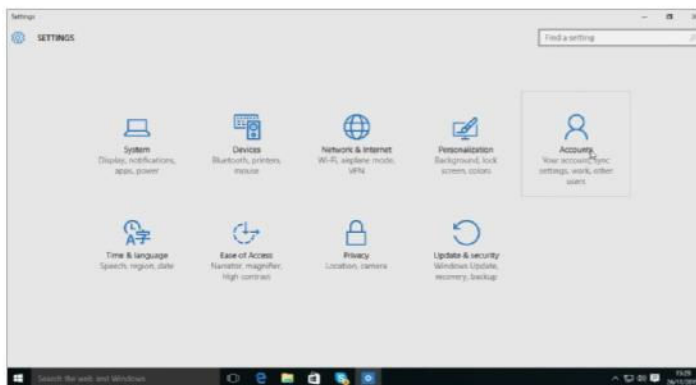 Settings
SETTINGS
Find a setting
System
Display, notifications,
apps, power
Devices
Bluetooth, printers,
mouse
Network & Internet
Wi-Fi, airplane mode,
VPN
Personalization
Background, lock
screen, colors
Accounts
Your account, sync
settings, work, other
users
Time & language
Speech, region, date
Ease of Access
Narrator, magnifier,
high contrast
Privacy
Location, camera
Update & security
Windows Update,
recovery, backup
Search the web and Windows